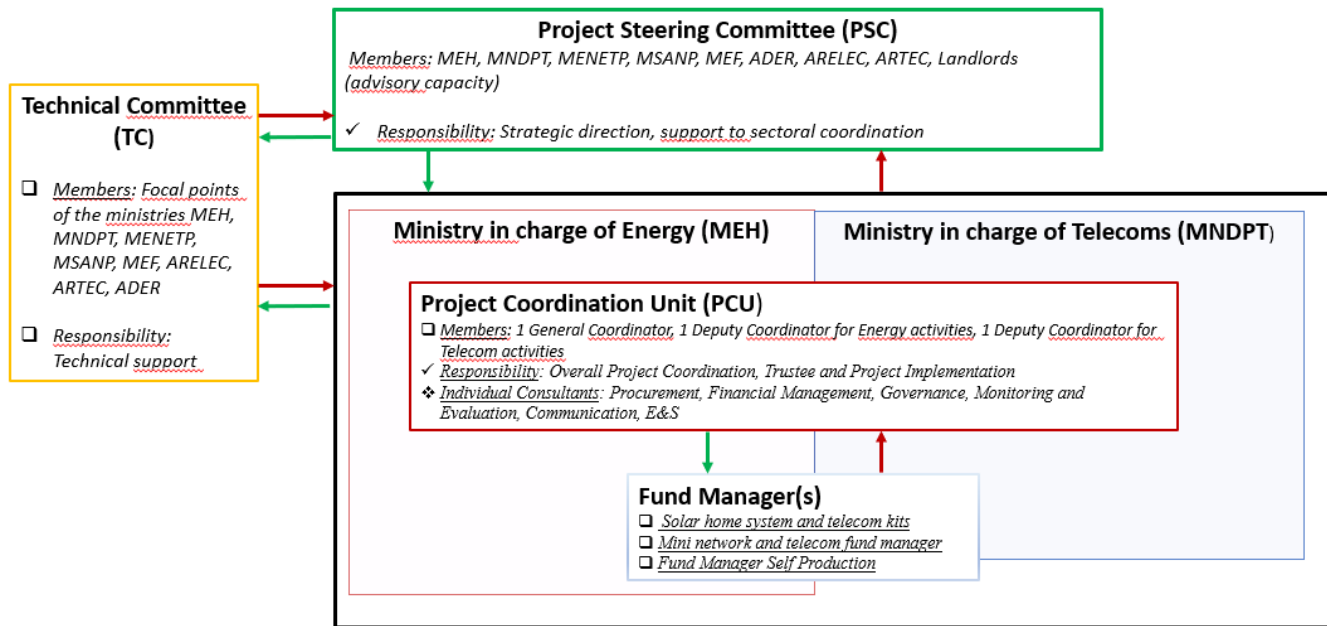 Project Steering Committee (PSC)
Members: MEH, MNDPT, MENETP, MSANP, MEF, ADER, ARELEC, ARTEC, Landlords
(advisory capacity)
✓ Responsibility: Strategic direction, support to sectoral coordination
Technical Committee
(TC)
❑ Members: Focal points
of the ministries MEH,
MNDPT, MENETP,
MSANP, MEF, ARELEC,
ARTEC, ADER
❑ Responsibility:
Technical support
Ministry in charge of Energy (MEH)
Ministry in charge of Telecoms (MNDPT)
Project Coordination Unit (PCU)
❑ Members: 1 General Coordinator, 1 Deputy Coordinator for Energy activities, 1 Deputy Coordinator for
Telecom activities
✓ Responsibility: Overall Project Coordination, Trustee and Project Implementation
❖ Individual Consultants: Procurement, Financial Management, Governance, Monitoring and
Evaluation, Communication, E&S
Fund Manager(s)
❑ Solar home system and telecom kits
❑ Mini network and telecom fund manager
❑ Fund Manager Self Production